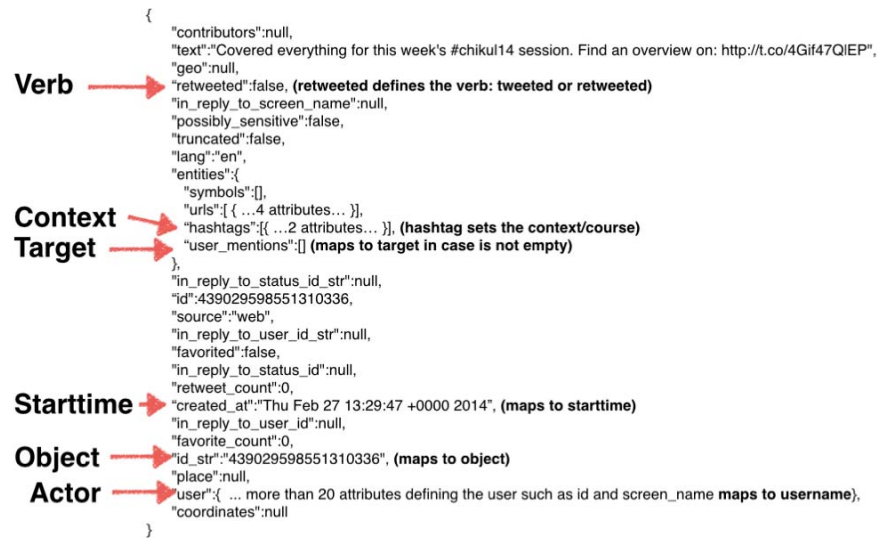 {
"contributors":null,
"text":"Covered everything for this week's #chikul14 session. Find an overview on: http://t.co/4Gif47QlEP",
"geo":null,
Verb “retweeted":false, (retweeted defines the verb: tweeted or retweeted)
"in_reply_to_screen_name":null,
"possibly_sensitive":false,
"truncated":false,
"lang":"en",
"entities":{
"symbols":[],
"urls":[ { …4 attributes… }],
Context “hashtags":[{ …2 attributes… }], (hashtag sets the context/course)
Target “user_mentions":[] (maps to target in case is not empty)
},
"in_reply_to_status_id_str":null,
“id":439029598551310336,
"source":"web",
"in_reply_to_user_id_str":null,
"favorited":false,
"in_reply_to_status_id":null,
"retweet_count":0,
Starttime “created_at":"Thu Feb 27 13:29:47 +0000 2014”, (maps to starttime)
"in_reply_to_user_id":null,
"favorite_count":0,
Object "id_str":"439029598551310336", (maps to object)
"place":null,
Actor "user":{ ... more than 20 attributes defining the user such as id and screen_name maps to username},
"coordinates":null
}